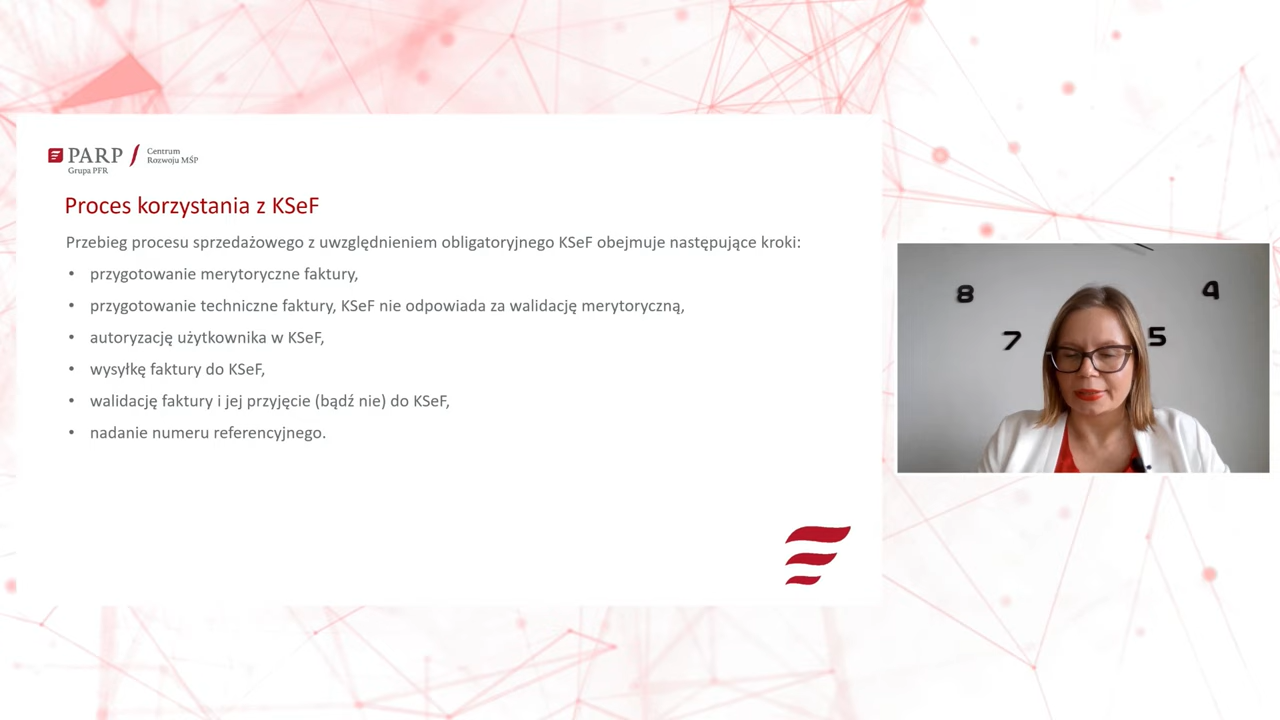 PARP
Grupa PFR
Centrum
Rozwoju MŚP
Proces korzystania z KSeF
Przebieg procesu sprzedażowego z uwzględnieniem obligatoryjnego KSeF obejmuje następujące kroki:
• przygotowanie merytoryczne faktury,
• przygotowanie techniczne faktury, KSeF nie odpowiada za walidację merytoryczną,
• autoryzację użytkownika w KSeF,
• wysyłkę faktury do KSeF,
• walidację faktury i jej przyjęcie (bądź nie) do KSeF,
• nadanie numeru referencyjnego.
8
4
7
5